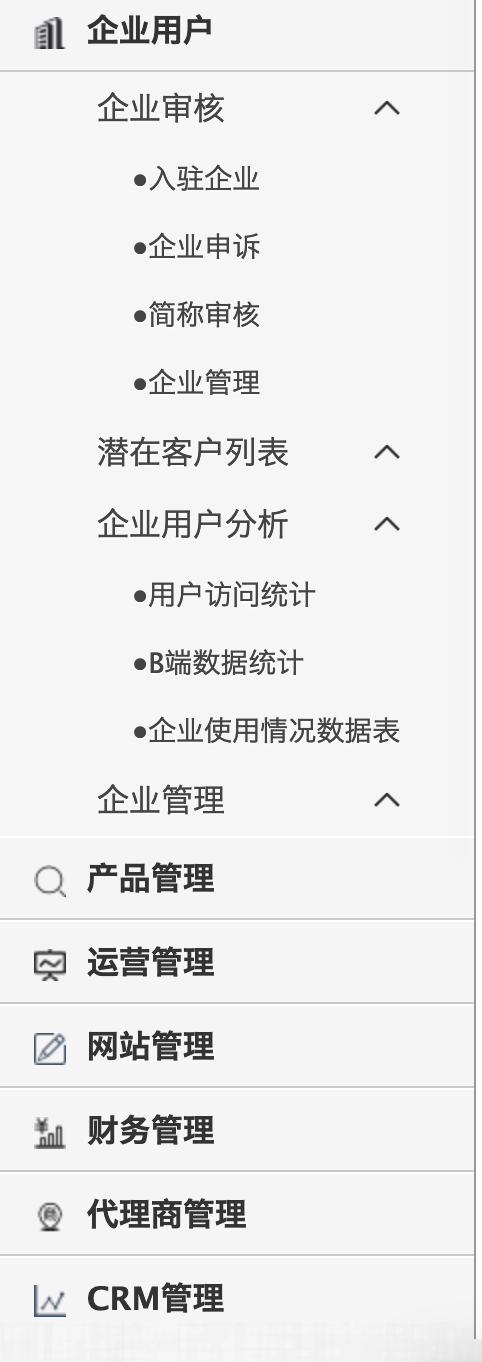 企业用户
企业审核
●入驻企业
●企业申诉
●简称审核
●企业管理
潜在客户列表
企业用户分析
●用户访问统计
●B端数据统计
●企业使用情况数据表
企业管理
产品管理
运营管理
网站管理
财务管理
代理商管理
CRM管理